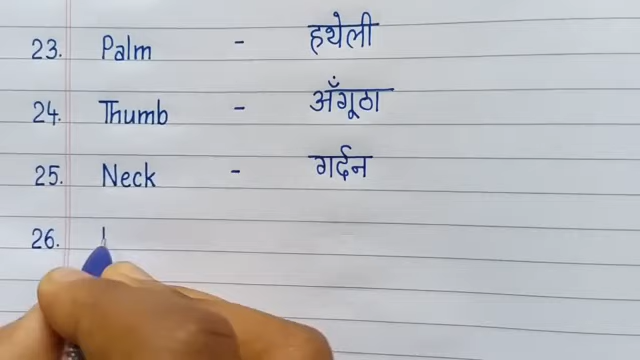 23. Palm - हथेली
24. Thumb - अँगूठा
25. Neck - गर्दन
26.